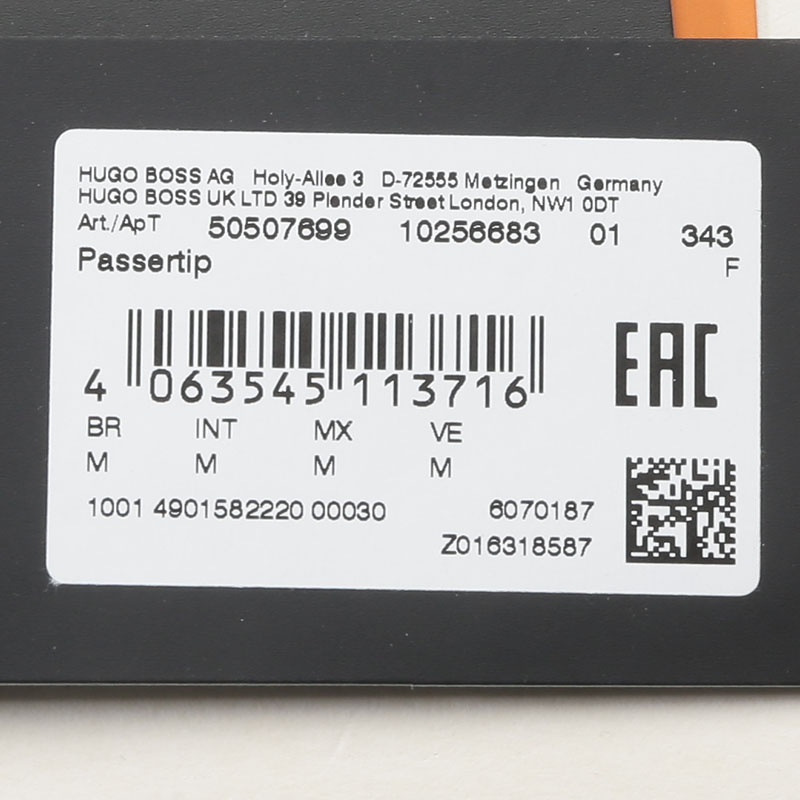 HUGO BOSS AG Holy-Allee 3 D-72555 Metzingen Germany
HUGO BOSS UK LTD 39 Plender Street London, NW1 0DT
Art./ApT 50507699 10256683 01 343
Passertip F
EAC
4 063545 113716
BR INT MX VE
M M M M
1001 4901582220 00030 6070187
Z016318587